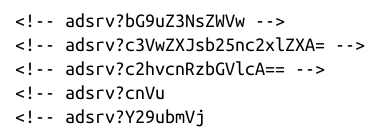 <!-- adsrv?bG9uZ3NsZWVw -->
<!-- adsrv?c3VwZXJsb25nc2xlZXA= -->
<!-- adsrv?c2hvcnRzbGVlcA== -->
<!-- adsrv?cnVu
<!-- adsrv?Y29ubmVj